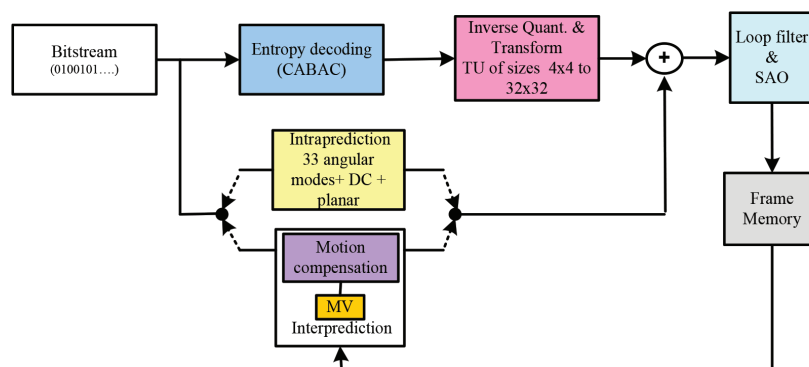 Bitstream
(0100101….)
Entropy decoding
(CABAC)
Inverse Quant. &
Transform
TU of sizes 4x4 to
32x32
+
Loop filter
&
SAO
Intraprediction
33 angular
modes+ DC +
planar
Frame
Memory
Motion
compensation
MV
Interprediction